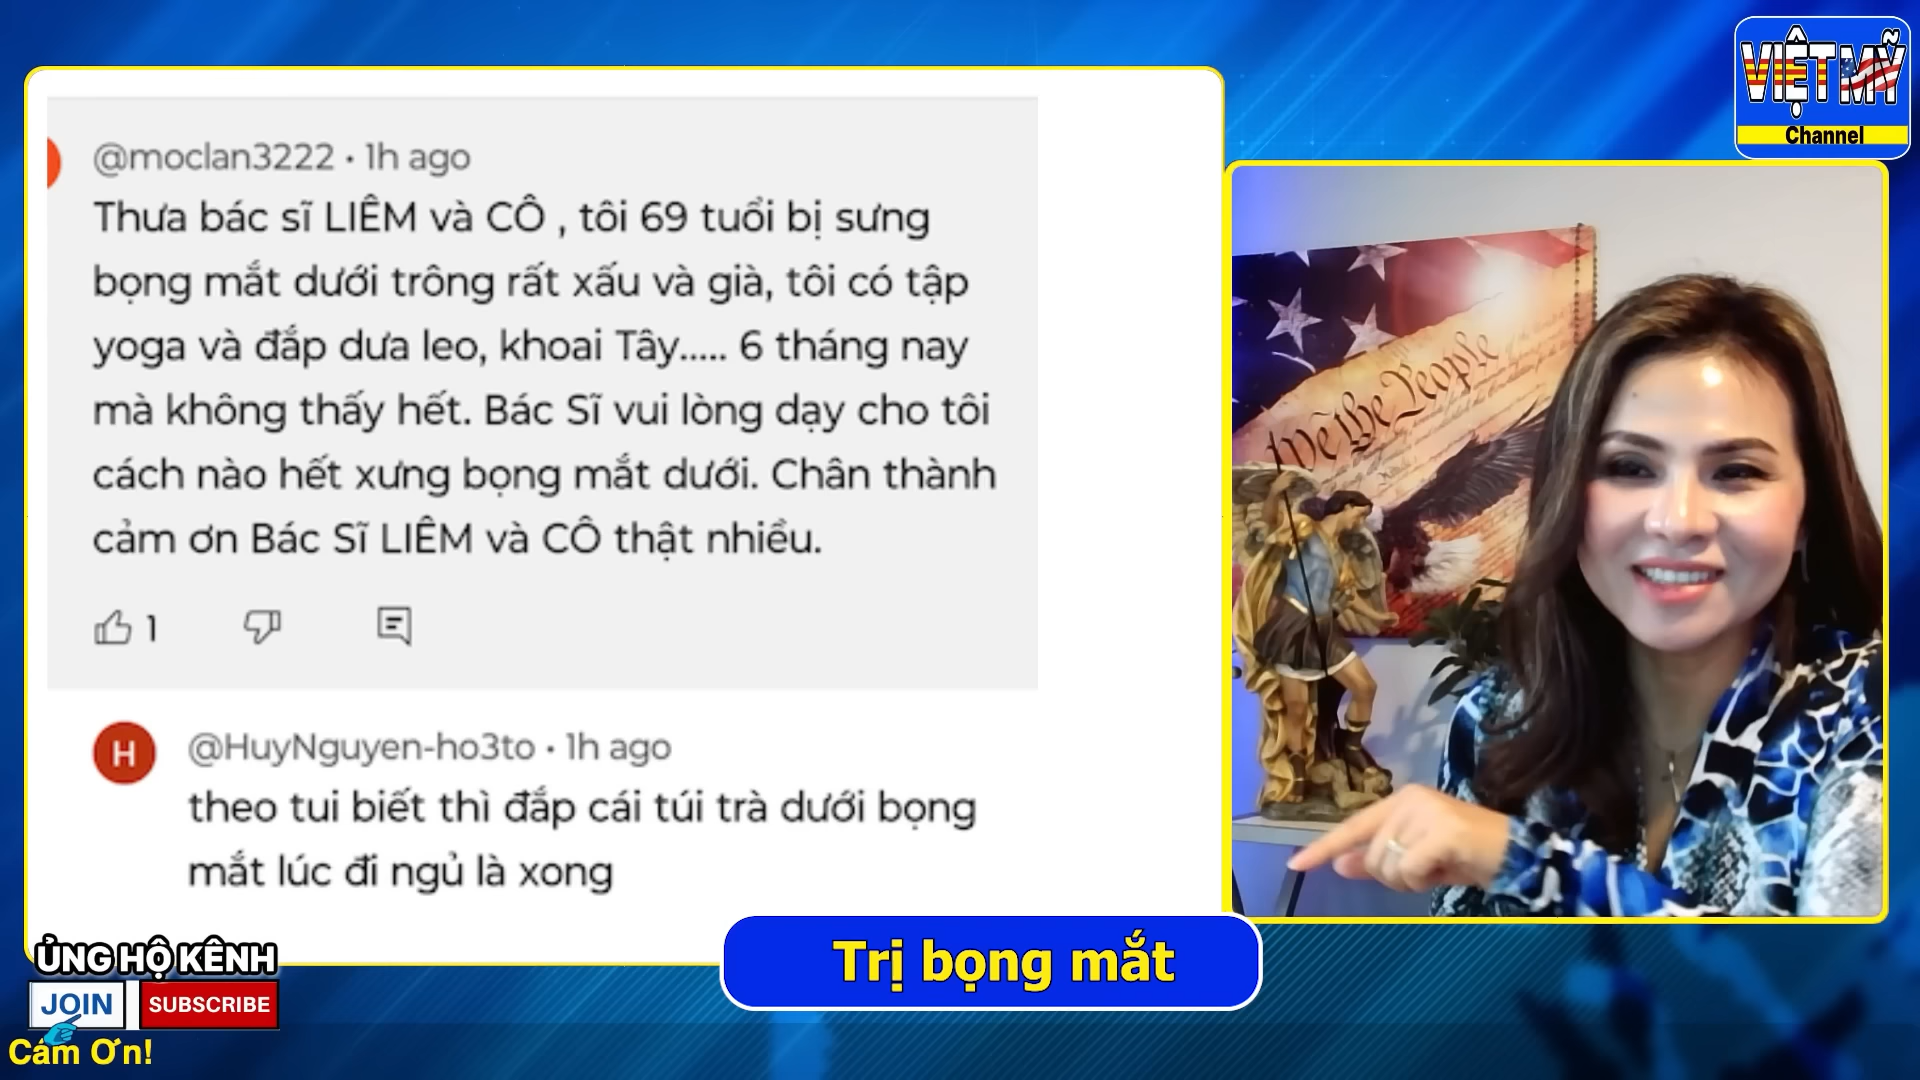 VIỆT MỸ
Channel
@moclan3222 • 1h ago
Thưa bác sĩ LIÊM và CÔ , tôi 69 tuổi bị sưng
bọng mắt dưới trông rất xấu và già, tôi có tập
yoga và đắp dưa leo, khoai Tây..... 6 tháng nay
mà không thấy hết. Bác Sĩ vui lòng dạy cho tôi
cách nào hết xưng bọng mắt dưới. Chân thành
cảm ơn Bác Sĩ LIÊM và CÔ thật nhiều.
1
H
@HuyNguyen-ho3to • 1h ago
theo tui biết thì đắp cái túi trà dưới bọng
mắt lúc đi ngủ là xong
We the People
Trị bọng mắt
ỦNG HỘ KÊNH
JOIN
SUBSCRIBE
Cám Ơn!